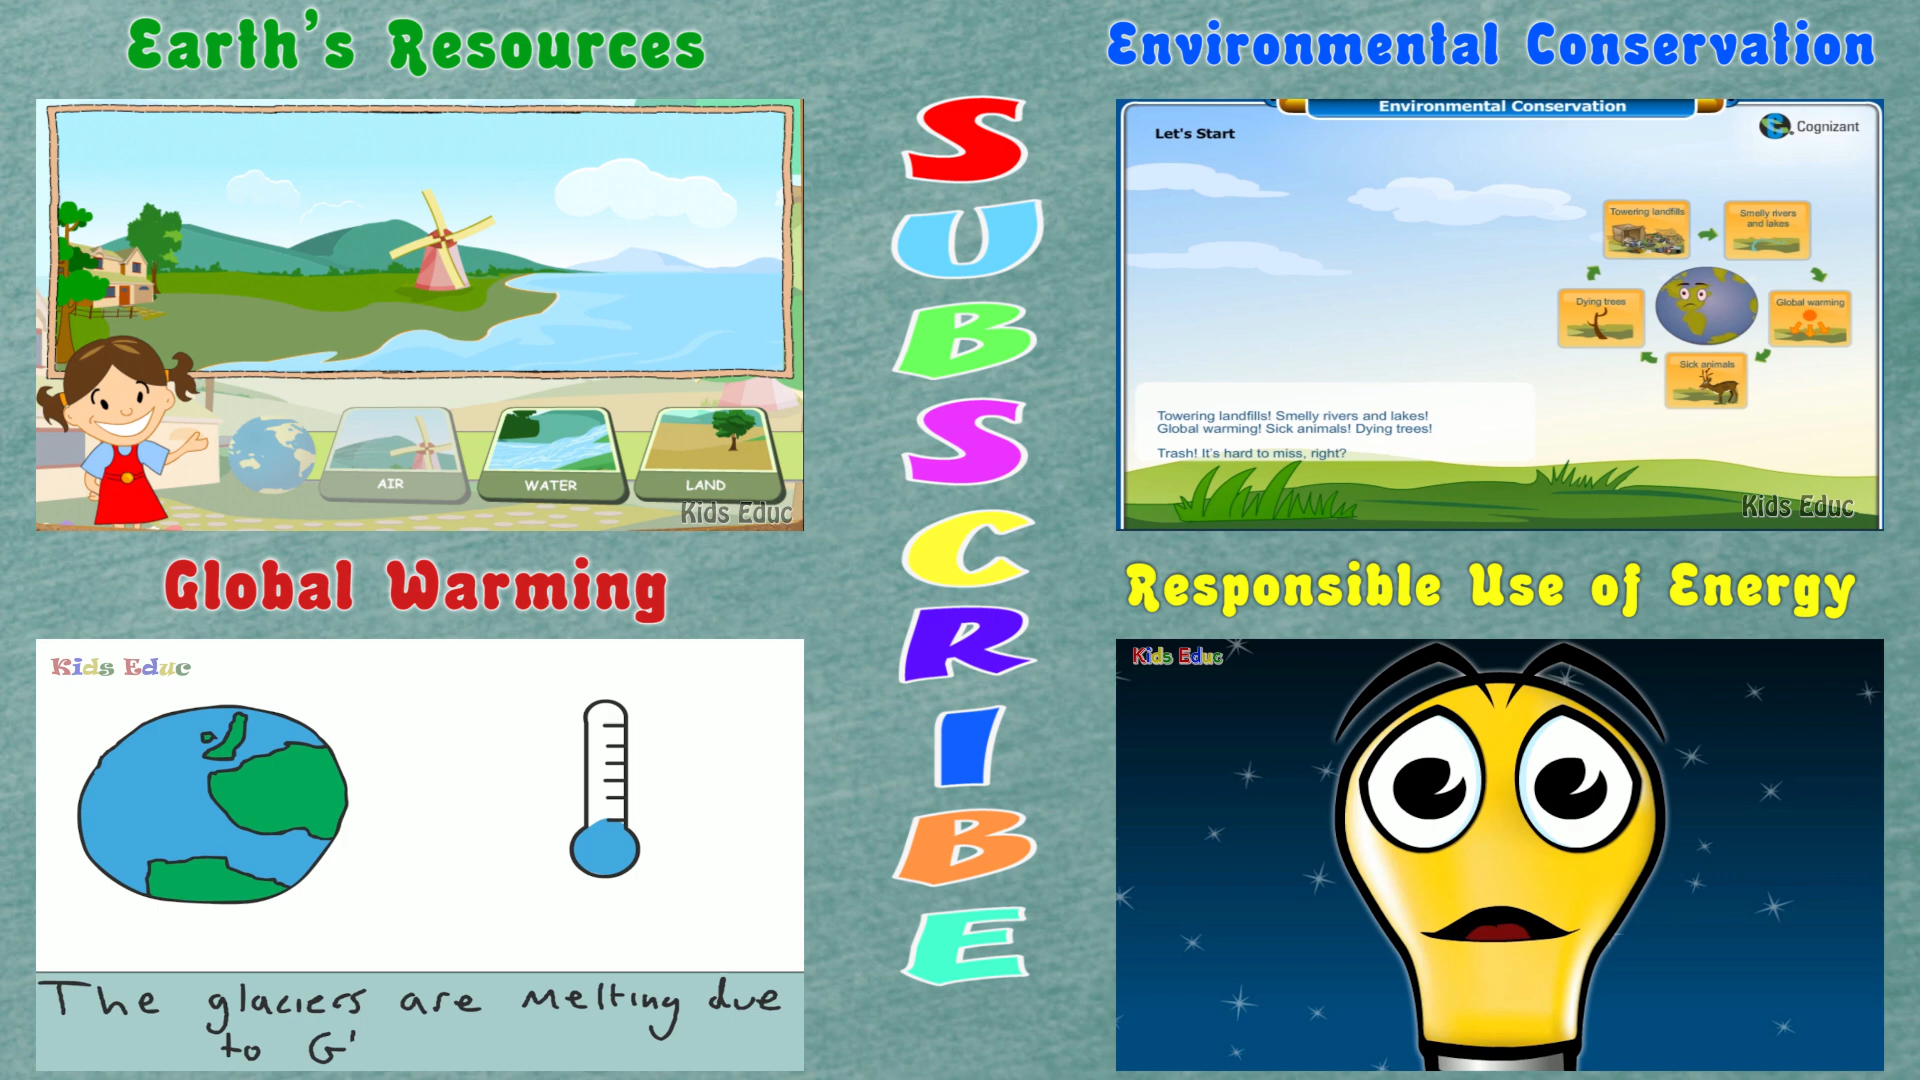 Earth's Resources
AIR
WATER
LAND
Kids Educ
Environmental Conservation
Environmental Conservation
Let's Start
Cognizant
Towering landfills
Smelly rivers
and lakes
Dying trees
Global warming
Sick animals
Towering landfills! Smelly rivers and lakes!
Global warming! Sick animals! Dying trees!
Trash! It's hard to miss, right?
Kids Educ
SUBSCRIBE
Global Warming
Kids Educ
The glaciers are melting due
to G'
Responsible Use of Energy
Kids Educ